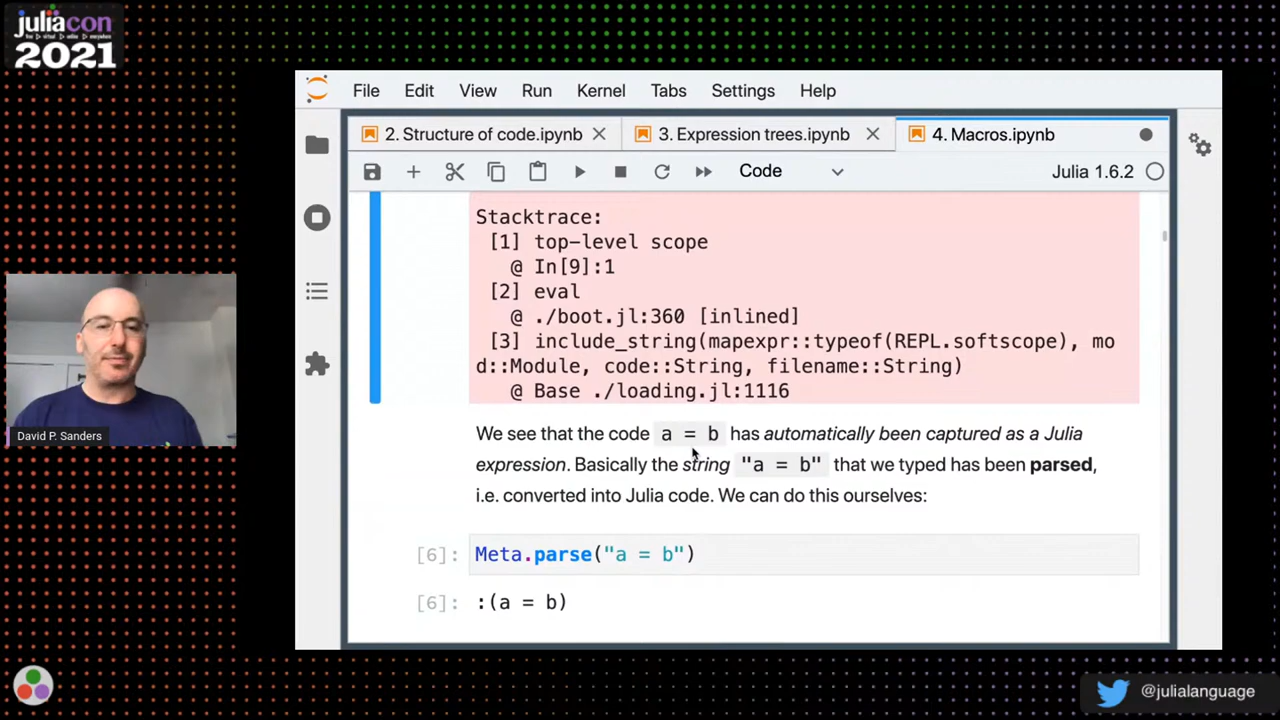 juliacon
2021
File Edit View Run Kernel Tabs Settings Help
2. Structure of code.ipynb
3. Expression trees.ipynb
4. Macros.ipynb
Code
Julia 1.6.2
Stacktrace:
[1] top-level scope
@ In[9]:1
[2] eval
@ ./boot.jl:360 [inlined]
[3] include_string(mapexpr::typeof(REPL.softscope), mo
d::Module, code::String, filename::String)
@ Base ./loading.jl:1116
We see that the code a = b has automatically been captured as a Julia
expression. Basically the string "a = b" that we typed has been parsed,
i.e. converted into Julia code. We can do this ourselves:
[6]: Meta.parse("a = b")
[6]: :(a = b)
David P. Sanders
@julialanguage